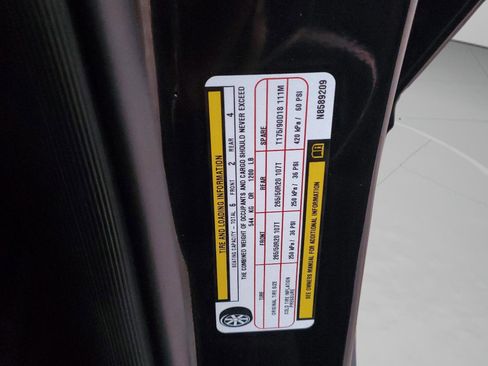 TIRE AND LOADING INFORMATION
SEATING CAPACITY - TOTAL 6 FRONT 2 REAR 4
THE COMBINED WEIGHT OF OCCUPANTS AND CARGO SHOULD NEVER EXCEED
544 KG OR 1200 LB
TIRE FRONT REAR SPARE
ORIGINAL TIRE SIZE 265/50R20 107T 265/50R20 107T T175/90D18 111M
COLD TIRE INFLATION PRESSURE 250 kPa / 36 PSI 250 kPa / 36 PSI 420 kPa / 60 PSI
SEE OWNERS MANUAL FOR ADDITIONAL INFORMATION
N8589209